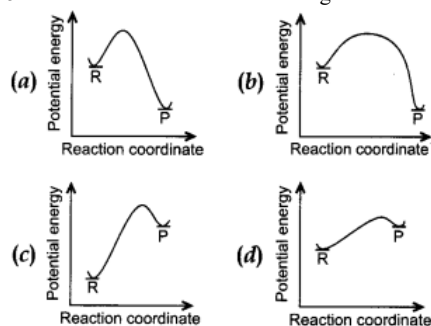 (a)
Potential energy
R
P
Reaction coordinate
(b)
Potential energy
R
P
Reaction coordinate
(c)
Potential energy
R
P
Reaction coordinate
(d)
Potential energy
R
P
Reaction coordinate